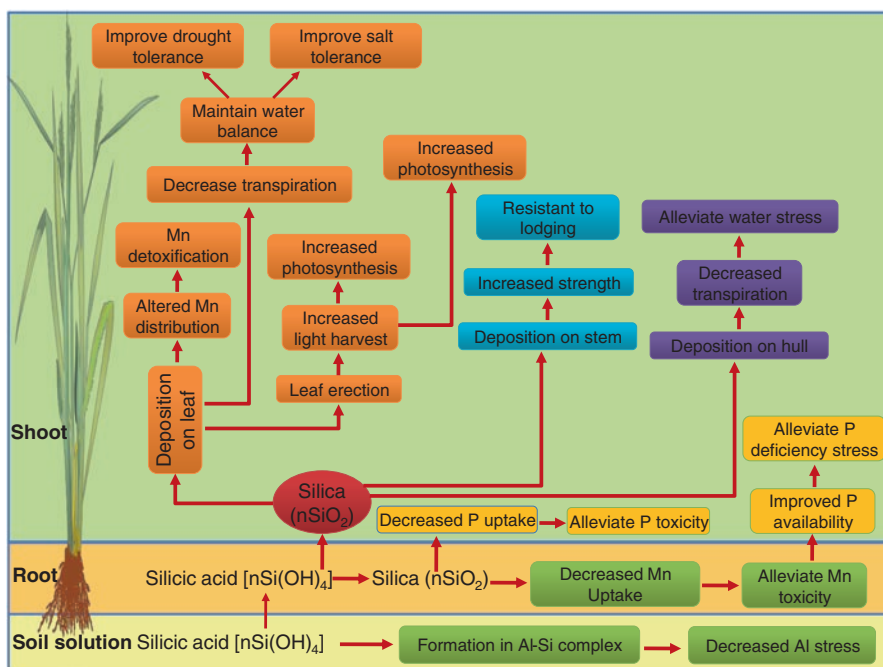 Improve drought
tolerance
Improve salt
tolerance
Maintain water
balance
Decrease transpiration
Increased
photosynthesis
Mn
detoxification
Altered Mn
distribution
Increased
photosynthesis
Increased
light harvest
Leaf erection
Deposition
on leaf
Resistant to
lodging
Increased strength
Deposition on stem
Alleviate water stress
Decreased
transpiration
Deposition on hull
Shoot
Silica
(nSiO₂)
Decreased P uptake
Alleviate P toxicity
Alleviate P
deficiency stress
Improved P
availability
Root
Silicic acid [nSi(OH)₄]
Silica (nSiO₂)
Decreased Mn
Uptake
Alleviate Mn
toxicity
Soil solution Silicic acid [nSi(OH)₄]
Formation in Al-Si complex
Decreased Al stress